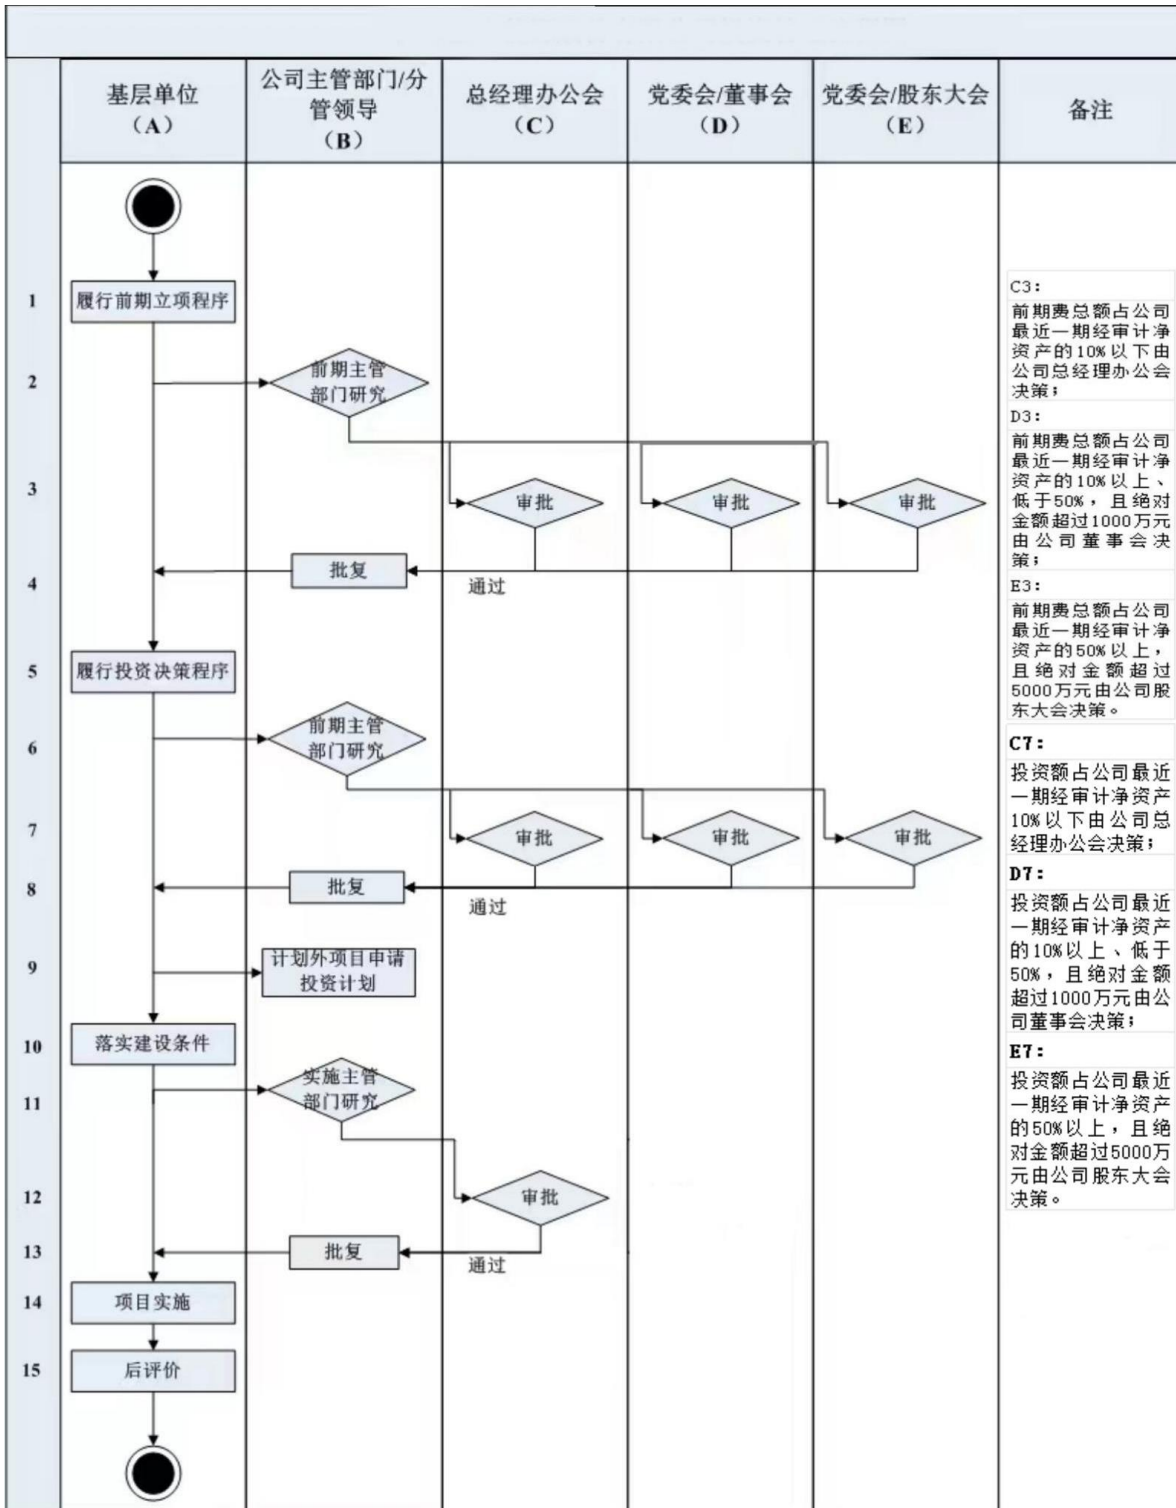 基层单位
（A）
公司主管部门/分
管领导
（B）
总经理办公会
（C）
党委会/董事会
（D）
党委会/股东大会
（E）
备注
1
履行前期立项程序
2
前期主管
部门研究
3
审批
审批
审批
4
批复
通过
5
履行投资决策程序
6
前期主管
部门研究
7
审批
审批
审批
8
批复
通过
9
计划外项目申请
投资计划
10
落实建设条件
11
实施主管
部门研究
12
审批
13
批复
通过
14
项目实施
15
后评价
C3：
前期费总额占公司
最近一期经审计净
资产的10%以下由
公司总经理办公会
决策；
D3：
前期费总额占公司
最近一期经审计净
资产的10%以上、
低于50%，且绝对
金额超过1000万元
由公司董事会决
策；
E3：
前期费总额占公司
最近一期经审计净
资产的50%以上，
且绝对金额超过
5000万元由公司股
东大会决策。
C7：
投资额占公司最近
一期经审计净资产
10%以下由公司总
经理办公会决策；
D7：
投资额占公司最近
一期经审计净资产
的10%以上、低于
50%，且绝对金额
超过1000万元由公
司董事会决策；
E7：
投资额占公司最近
一期经审计净资产
的50%以上，且绝
对金额超过5000万
元由公司股东大会
决策。